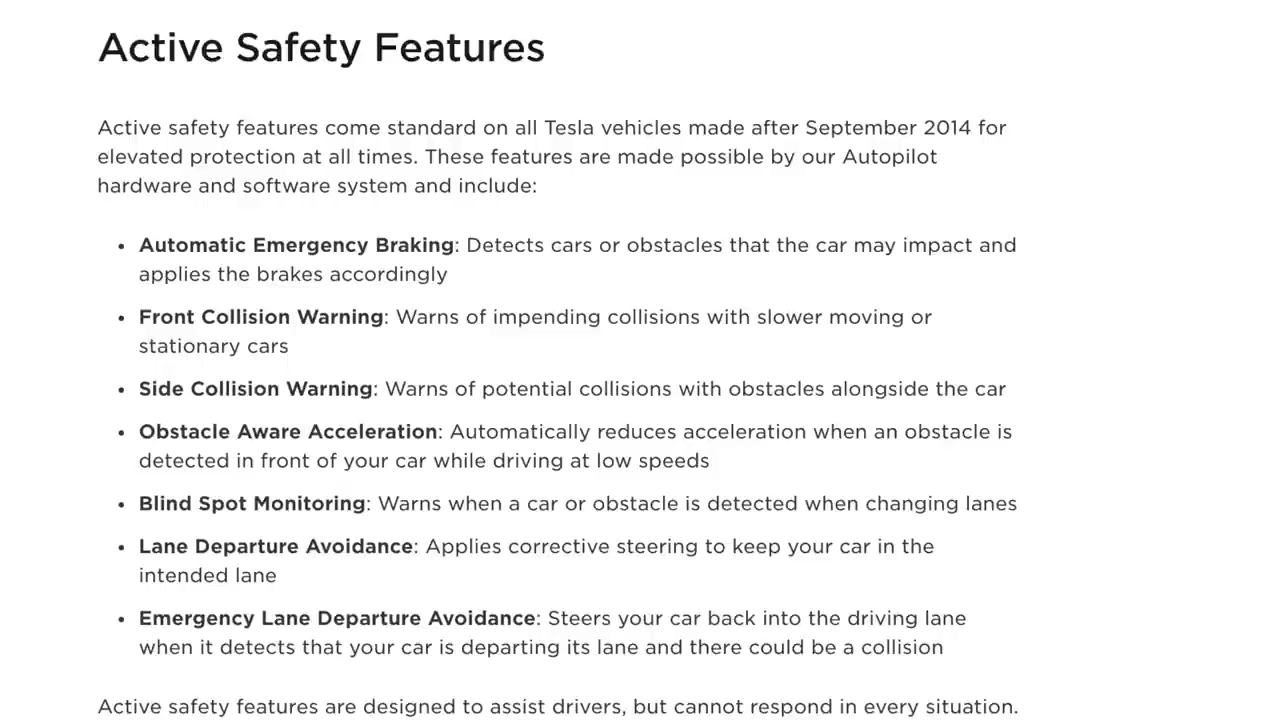 Active Safety Features
Active safety features come standard on all Tesla vehicles made after September 2014 for
elevated protection at all times. These features are made possible by our Autopilot
hardware and software system and include:
• Automatic Emergency Braking: Detects cars or obstacles that the car may impact and
applies the brakes accordingly
• Front Collision Warning: Warns of impending collisions with slower moving or
stationary cars
• Side Collision Warning: Warns of potential collisions with obstacles alongside the car
• Obstacle Aware Acceleration: Automatically reduces acceleration when an obstacle is
detected in front of your car while driving at low speeds
• Blind Spot Monitoring: Warns when a car or obstacle is detected when changing lanes
• Lane Departure Avoidance: Applies corrective steering to keep your car in the
intended lane
• Emergency Lane Departure Avoidance: Steers your car back into the driving lane
when it detects that your car is departing its lane and there could be a collision
Active safety features are designed to assist drivers, but cannot respond in every situation.